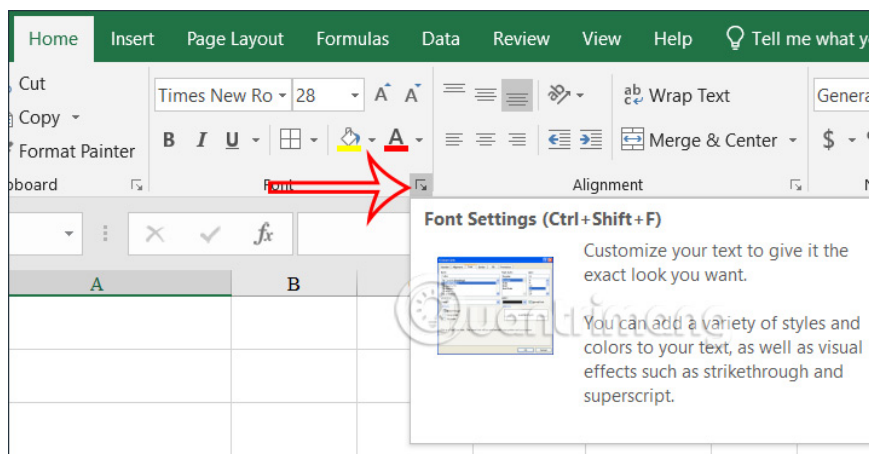 Home Insert Page Layout Formulas Data Review View Help Tell me what y
Cut
Copy
Format Painter
pboard
Times New Ro 28 A A
B I U A
Font
ab c Wrap Text
Merge & Center
Alignment
Genera
$
fx
A B
Font Settings (Ctrl+Shift+F)
Customize your text to give it the
exact look you want.
You can add a variety of styles and
colors to your text, as well as visual
effects such as strikethrough and
superscript.
Quantrimang